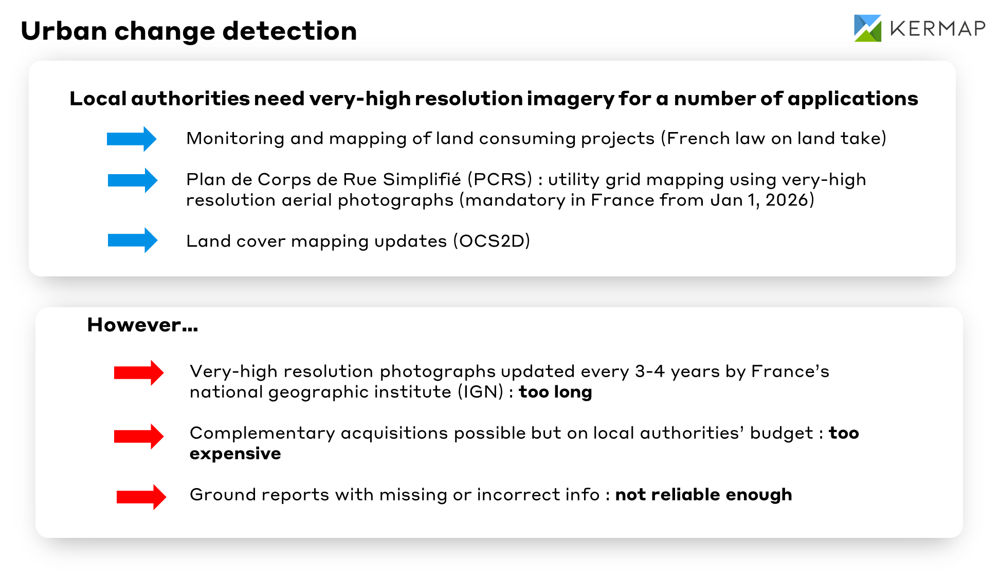 Urban change detection
KERMAP
Local authorities need very-high resolution imagery for a number of applications
Monitoring and mapping of land consuming projects (French law on land take)
Plan de Corps de Rue Simplifié (PCRS) : utility grid mapping using very-high
resolution aerial photographs (mandatory in France from Jan 1, 2026)
Land cover mapping updates (OCS2D)
However...
Very-high resolution photographs updated every 3-4 years by France’s
national geographic institute (IGN) : too long
Complementary acquisitions possible but on local authorities’ budget : too
expensive
Ground reports with missing or incorrect info : not reliable enough